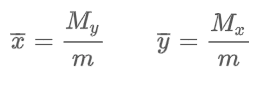 x̅ = M_y / m    y̅ = M_x / m